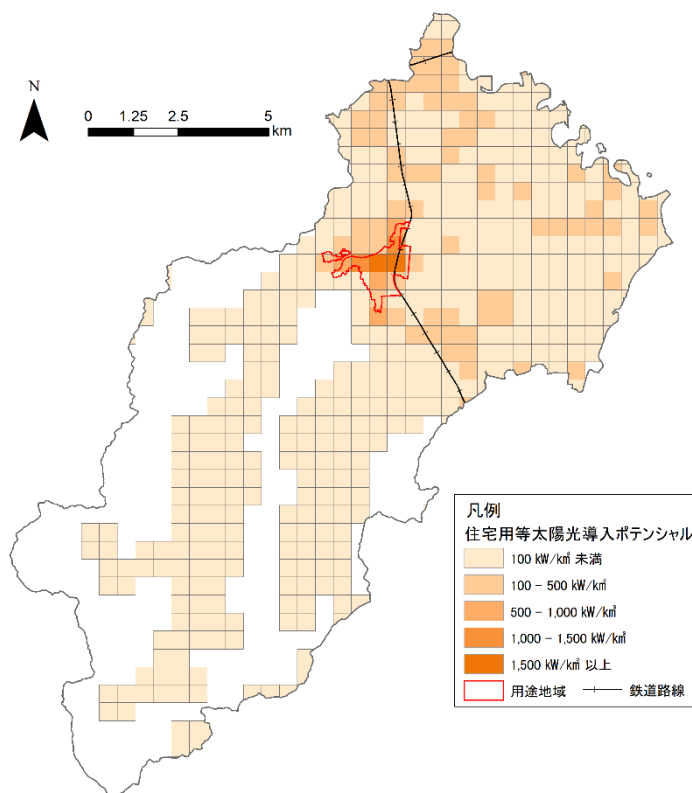 N
0 1.25 2.5 5
km
凡例
住宅用等太陽光導入ポテンシャル
100 kW/k㎡ 未満
100 - 500 kW/k㎡
500 - 1,000 kW/k㎡
1,000 - 1,500 kW/k㎡
1,500 kW/k㎡ 以上
用途地域 鉄道路線